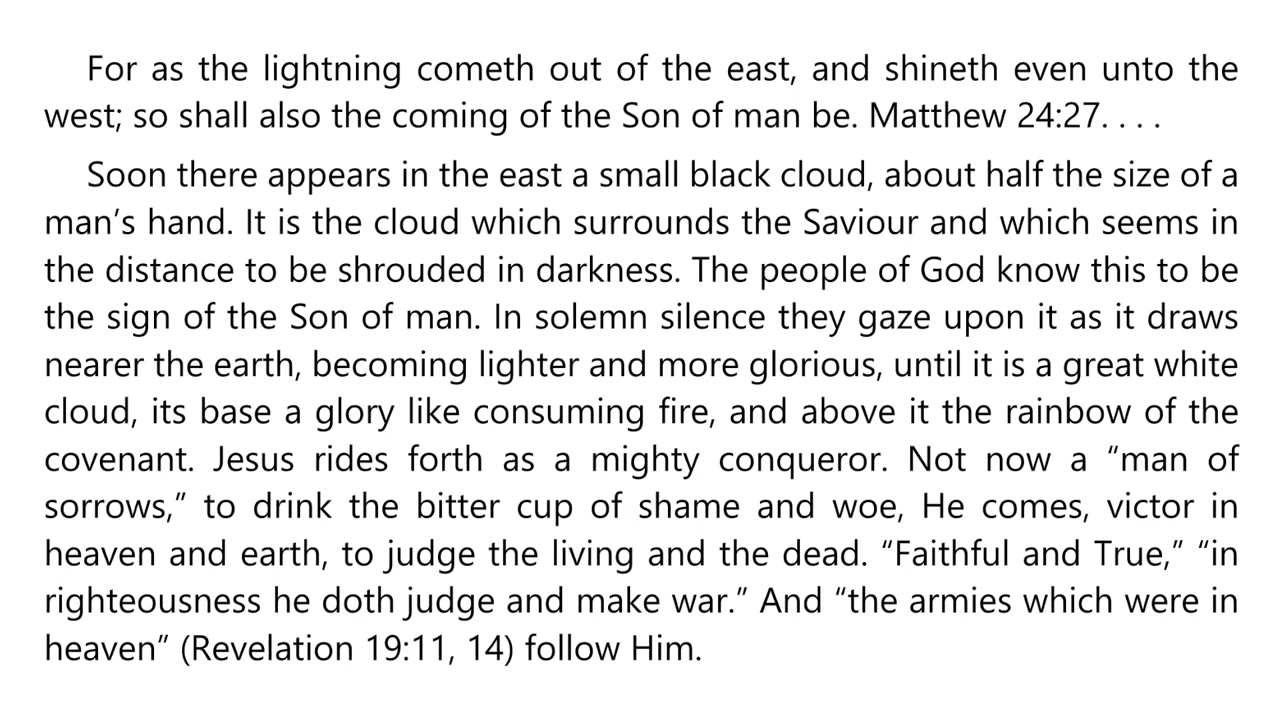 For as the lightning cometh out of the east, and shineth even unto the
west; so shall also the coming of the Son of man be. Matthew 24:27. . . .
Soon there appears in the east a small black cloud, about half the size of a
man’s hand. It is the cloud which surrounds the Saviour and which seems in
the distance to be shrouded in darkness. The people of God know this to be
the sign of the Son of man. In solemn silence they gaze upon it as it draws
nearer the earth, becoming lighter and more glorious, until it is a great white
cloud, its base a glory like consuming fire, and above it the rainbow of the
covenant. Jesus rides forth as a mighty conqueror. Not now a “man of
sorrows,” to drink the bitter cup of shame and woe, He comes, victor in
heaven and earth, to judge the living and the dead. “Faithful and True,” “in
righteousness he doth judge and make war.” And “the armies which were in
heaven” (Revelation 19:11, 14) follow Him.